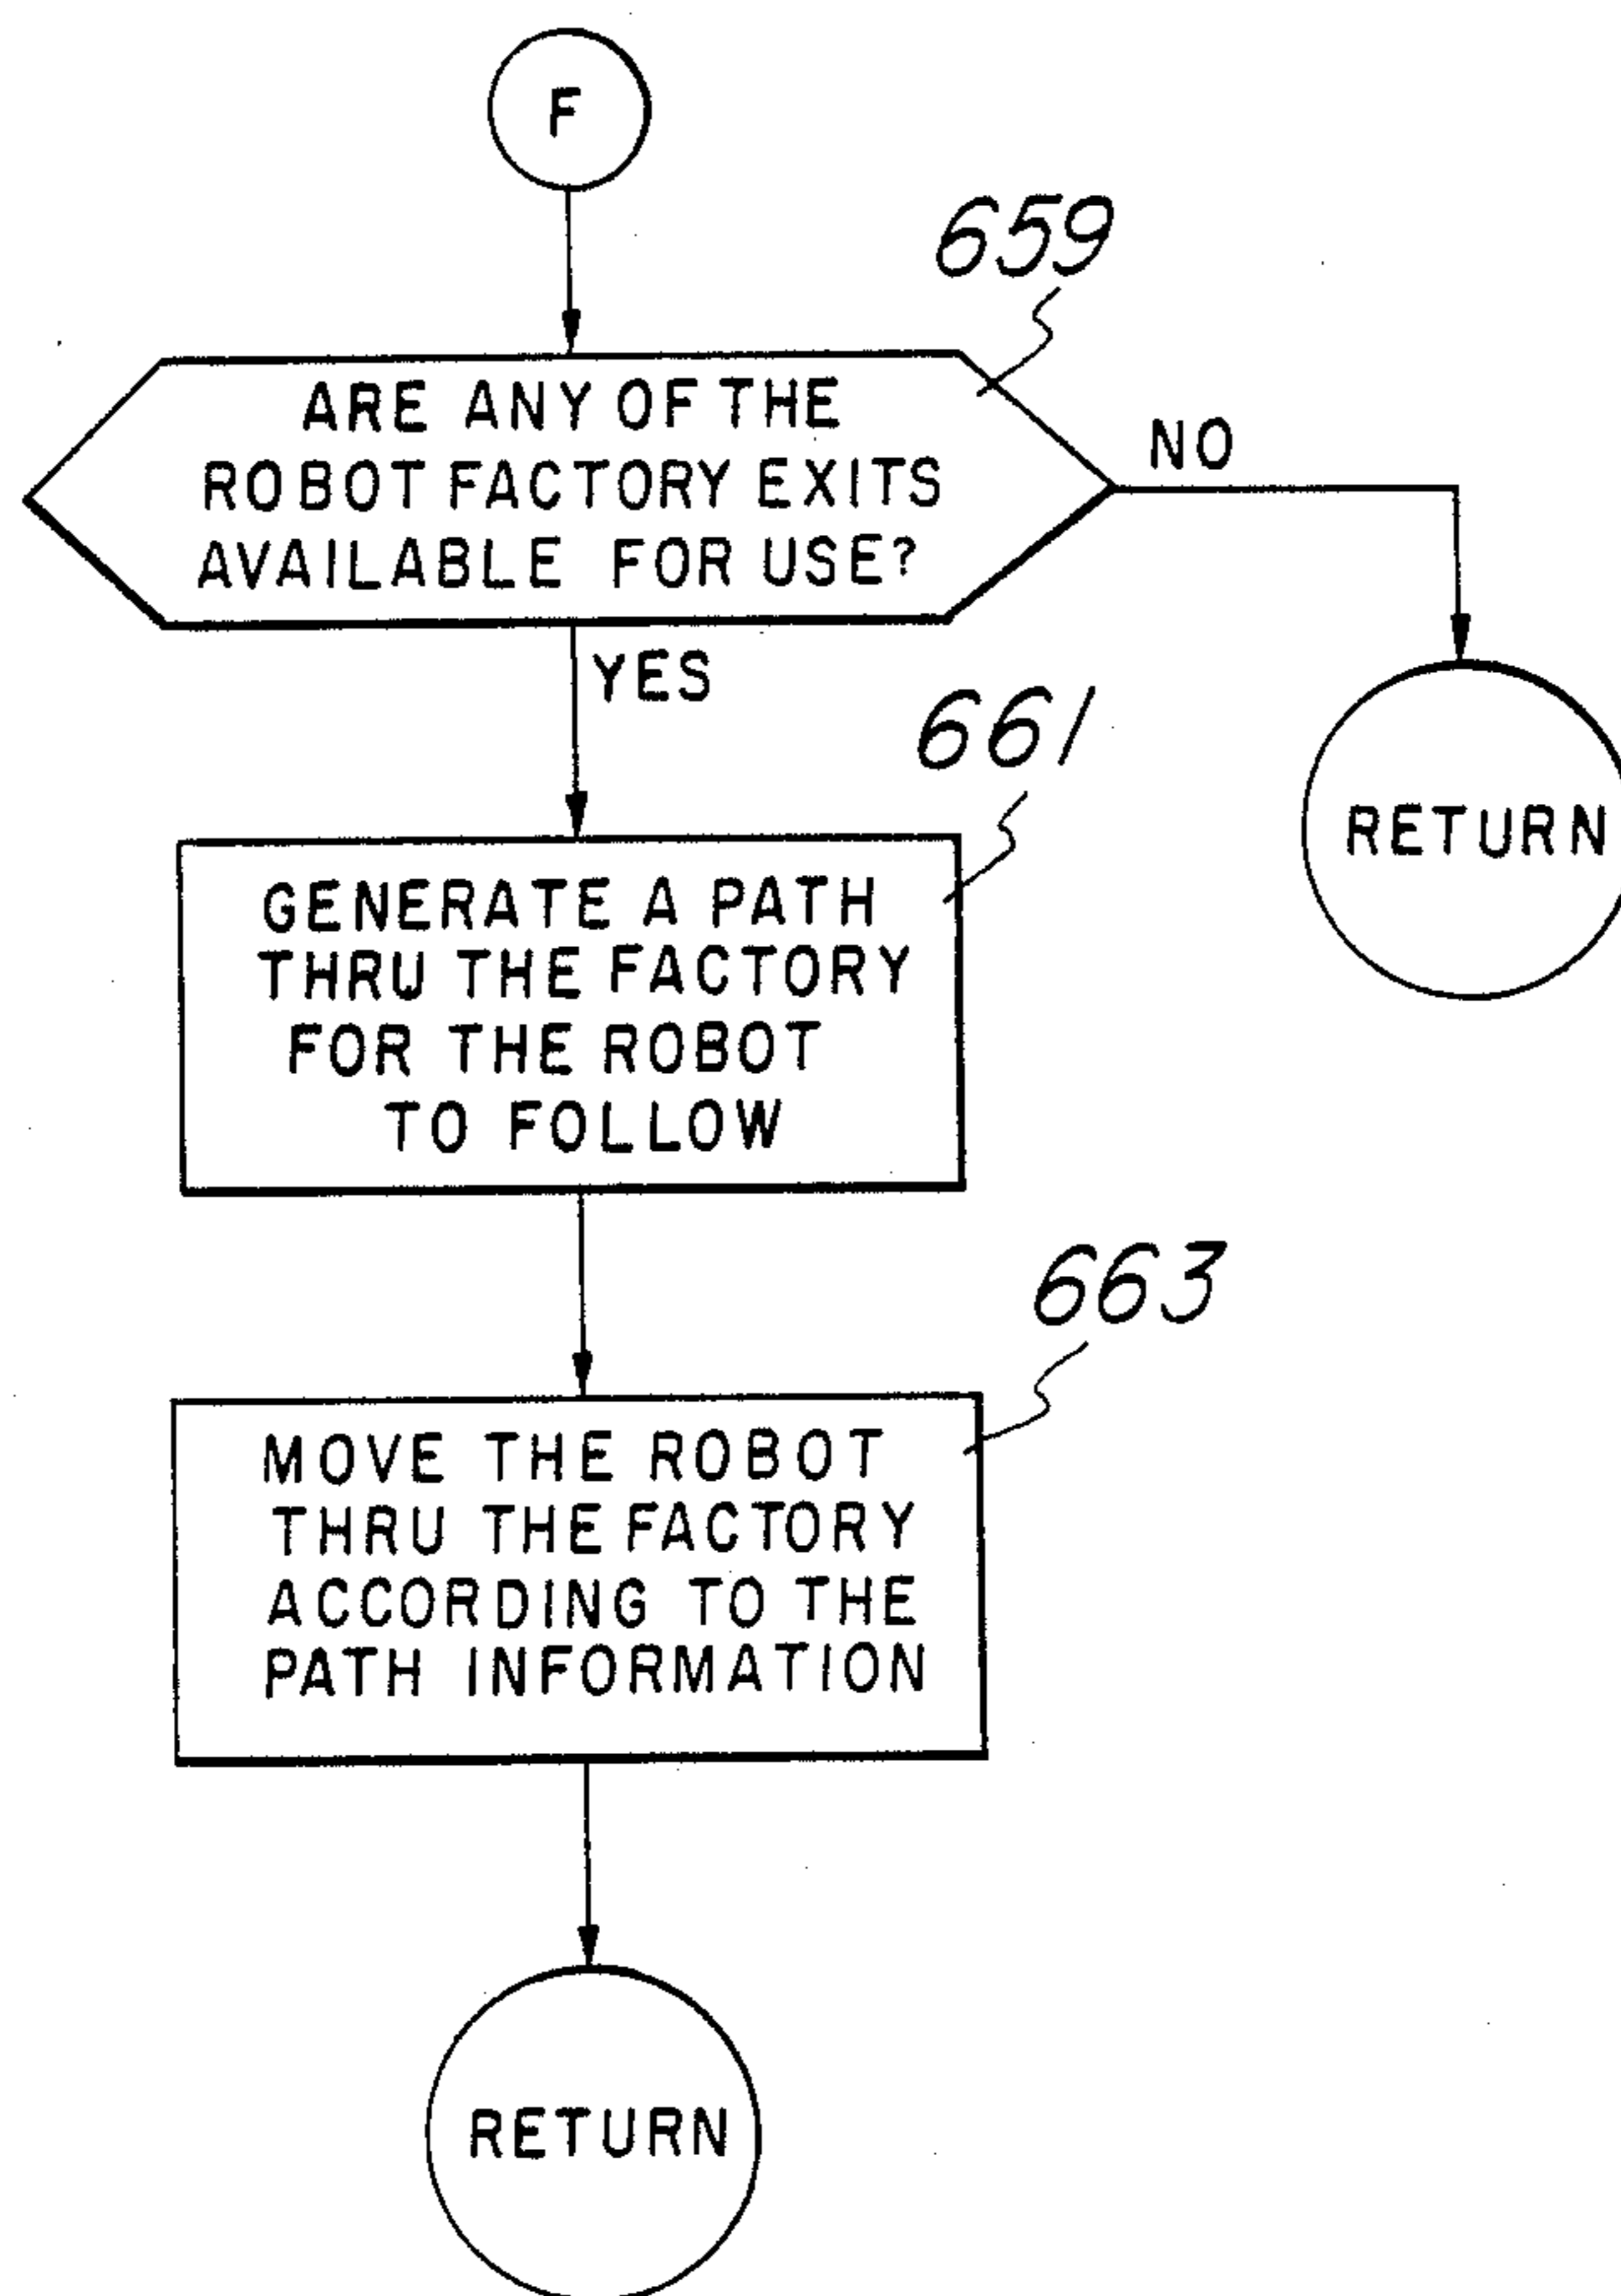 F
659
ARE ANY OF THE
ROBOT FACTORY EXITS
AVAILABLE FOR USE?
NO
YES
661
RETURN
GENERATE A PATH
THRU THE FACTORY
FOR THE ROBOT
TO FOLLOW
663
MOVE THE ROBOT
THRU THE FACTORY
ACCORDING TO THE
PATH INFORMATION
RETURN